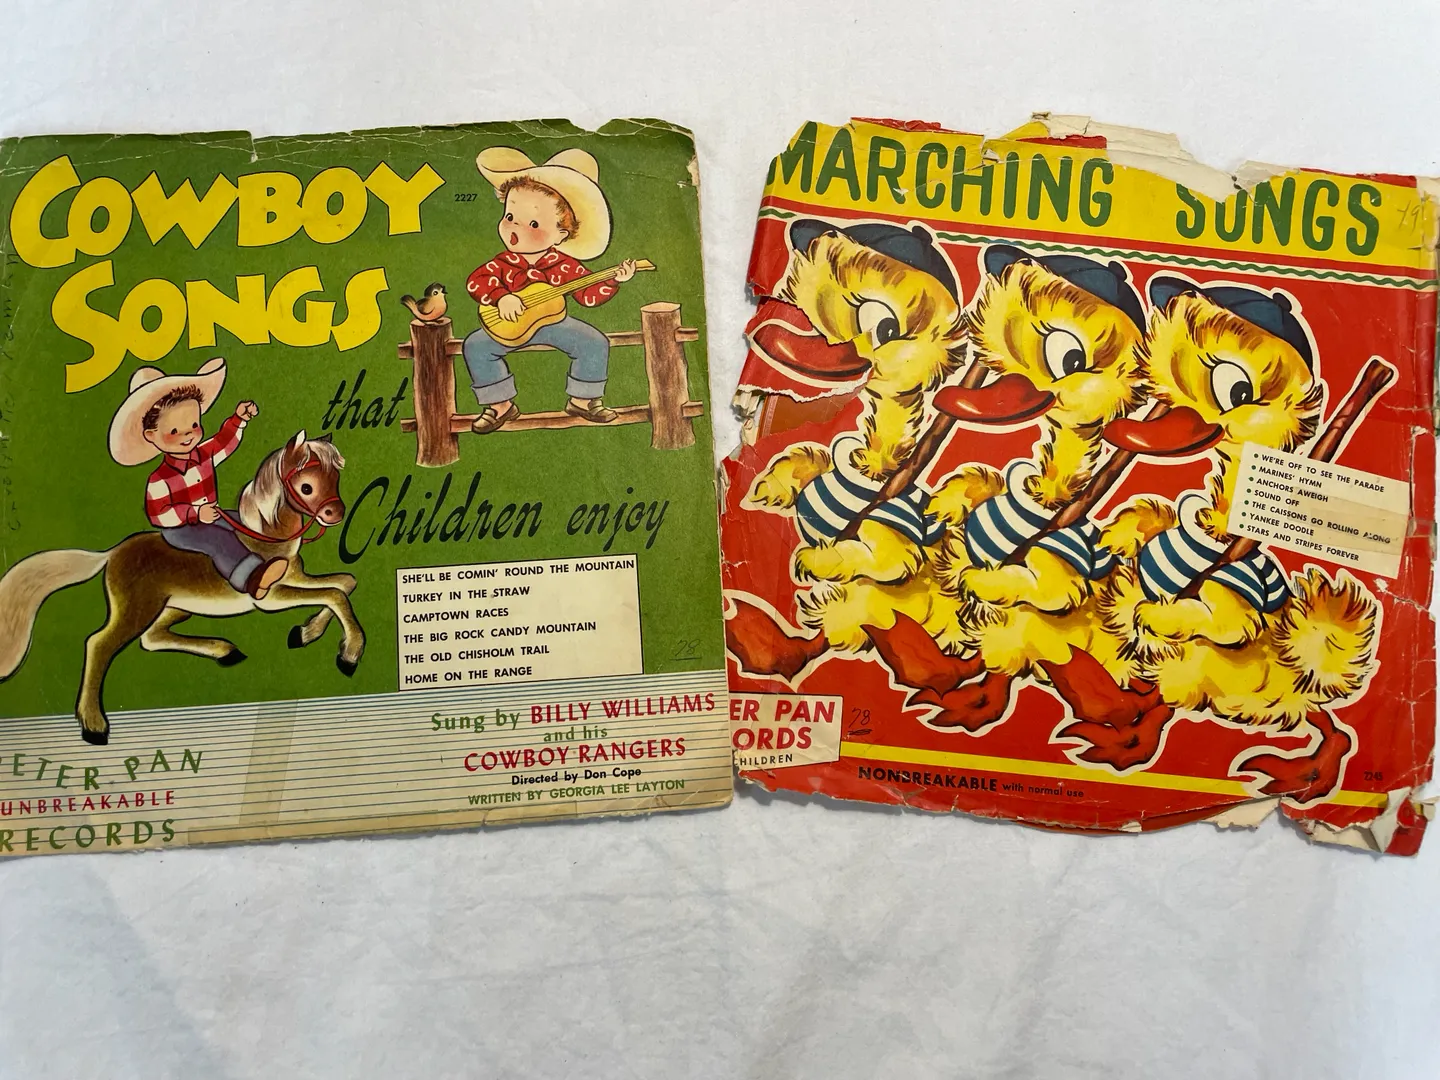 COWBOY
SONGS
2227
that
Children enjoy
SHE'LL BE COMIN' ROUND THE MOUNTAIN
TURKEY IN THE STRAW
CAMPTOWN RACES
THE BIG ROCK CANDY MOUNTAIN
THE OLD CHISHOLM TRAIL
HOME ON THE RANGE
78
Sung by BILLY WILLIAMS
and his
COWBOY RANGERS
Directed by Don Cope
WRITTEN BY GEORGIA LEE LAYTON
PETER PAN
UNBREAKABLE
RECORDS
MARCHING SONGS
WE'RE OFF TO SEE THE PARADE
MARINES' HYMN
ANCHORS AWEIGH
SOUND OFF
THE CAISSONS GO ROLLING ALONG
YANKEE DOODLE
STARS AND STRIPES FOREVER
ER PAN
ORDS
CHILDREN
78
NONBREAKABLE with normal use
2245